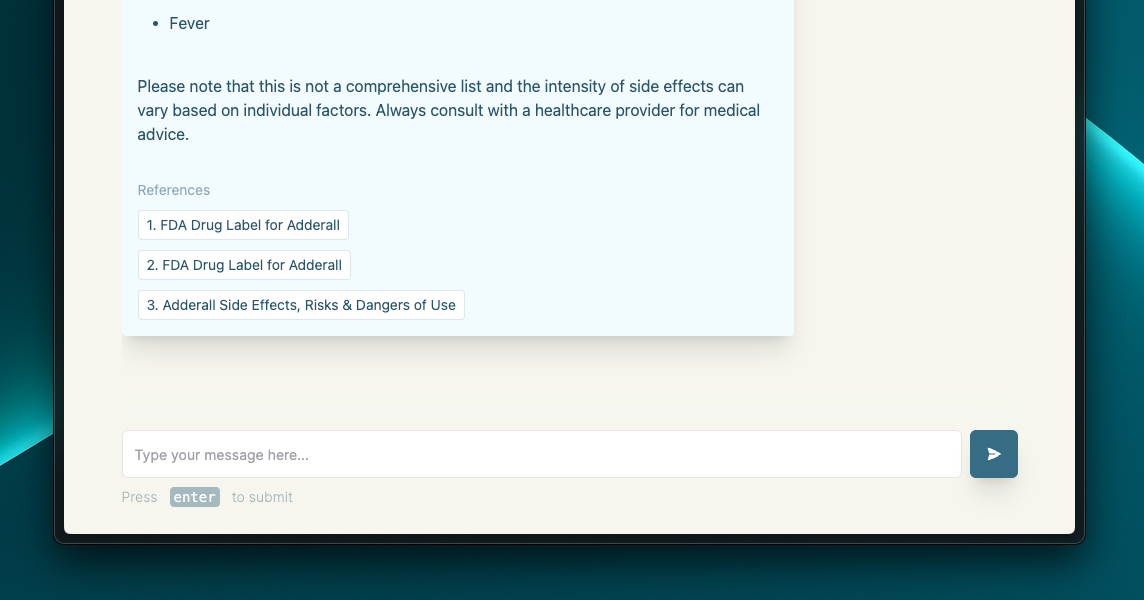 • Fever
Please note that this is not a comprehensive list and the intensity of side effects can
vary based on individual factors. Always consult with a healthcare provider for medical
advice.
References
1. FDA Drug Label for Adderall
2. FDA Drug Label for Adderall
3. Adderall Side Effects, Risks & Dangers of Use
Type your message here...
Press enter to submit